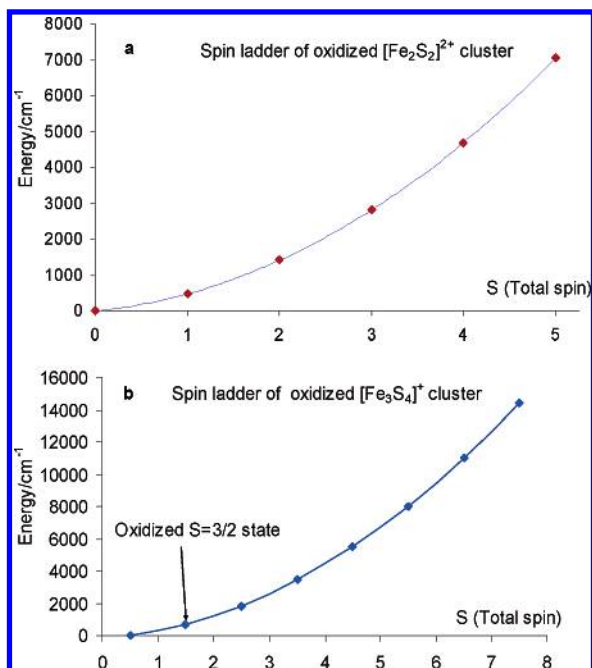 a Spin ladder of oxidized [Fe₂S₂]²⁺ cluster
Energy/cm⁻¹
8000
7000
6000
5000
4000
3000
2000
1000
0
S (Total spin)
0 1 2 3 4 5
b Spin ladder of oxidized [Fe₃S₄]⁺ cluster
Energy/cm⁻¹
16000
14000
12000
10000
8000
6000
4000
2000
0
Oxidized S=3/2 state
S (Total spin)
0 1 2 3 4 5 6 7 8